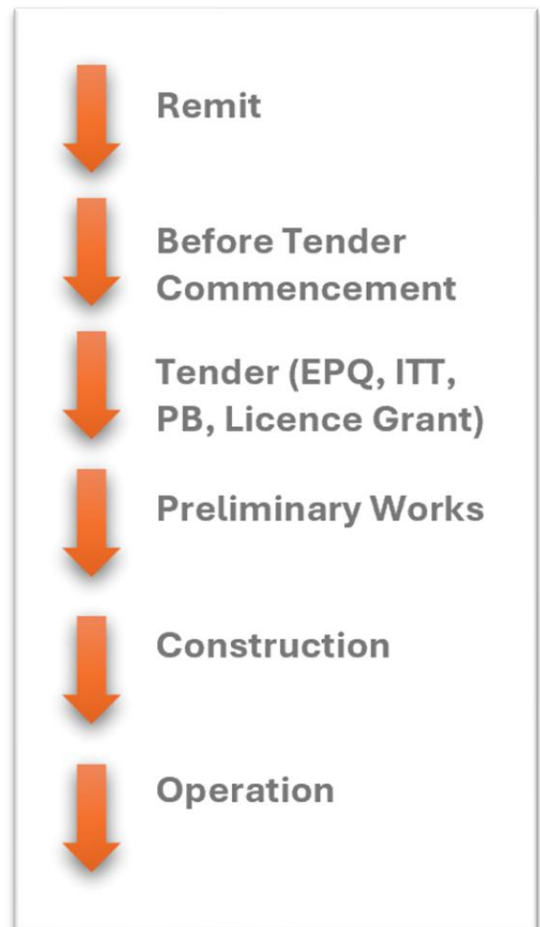 Remit
Before Tender
Commencement
Tender (EPQ, ITT,
PB, Licence Grant)
Preliminary Works
Construction
Operation